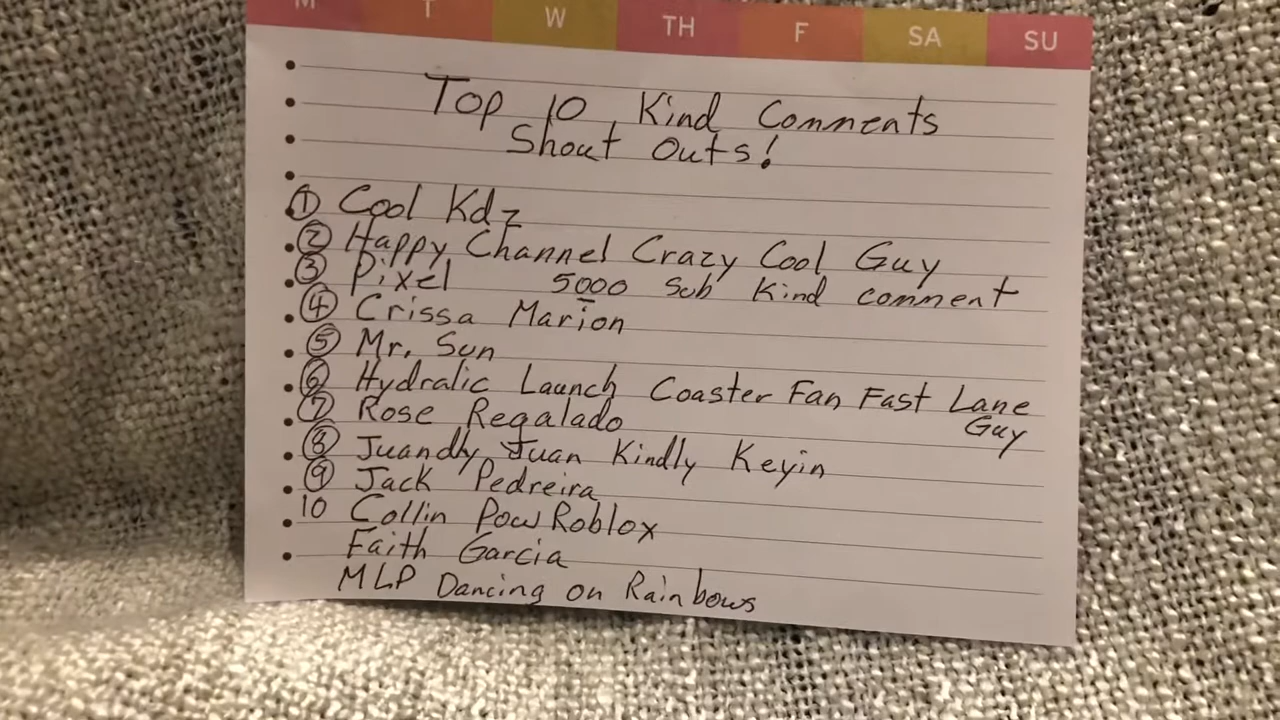 M T W TH F SA SU
Top 10 Kind Comments
Shout Outs!
① Cool Kdz
② Happy Channel Crazy Cool Guy
③ Pixel 5000 Sub Kind comment
④ Crissa Marion
⑤ Mr. Sun
⑥ Hydralic Launch Coaster Fan Fast Lane
Guy
⑦ Rose Regalado
⑧ Juandly Juan Kindly Keyin
⑨ Jack Pedreira
10 Collin Pow Roblox
Faith Garcia
MLP Dancing on Rainbows